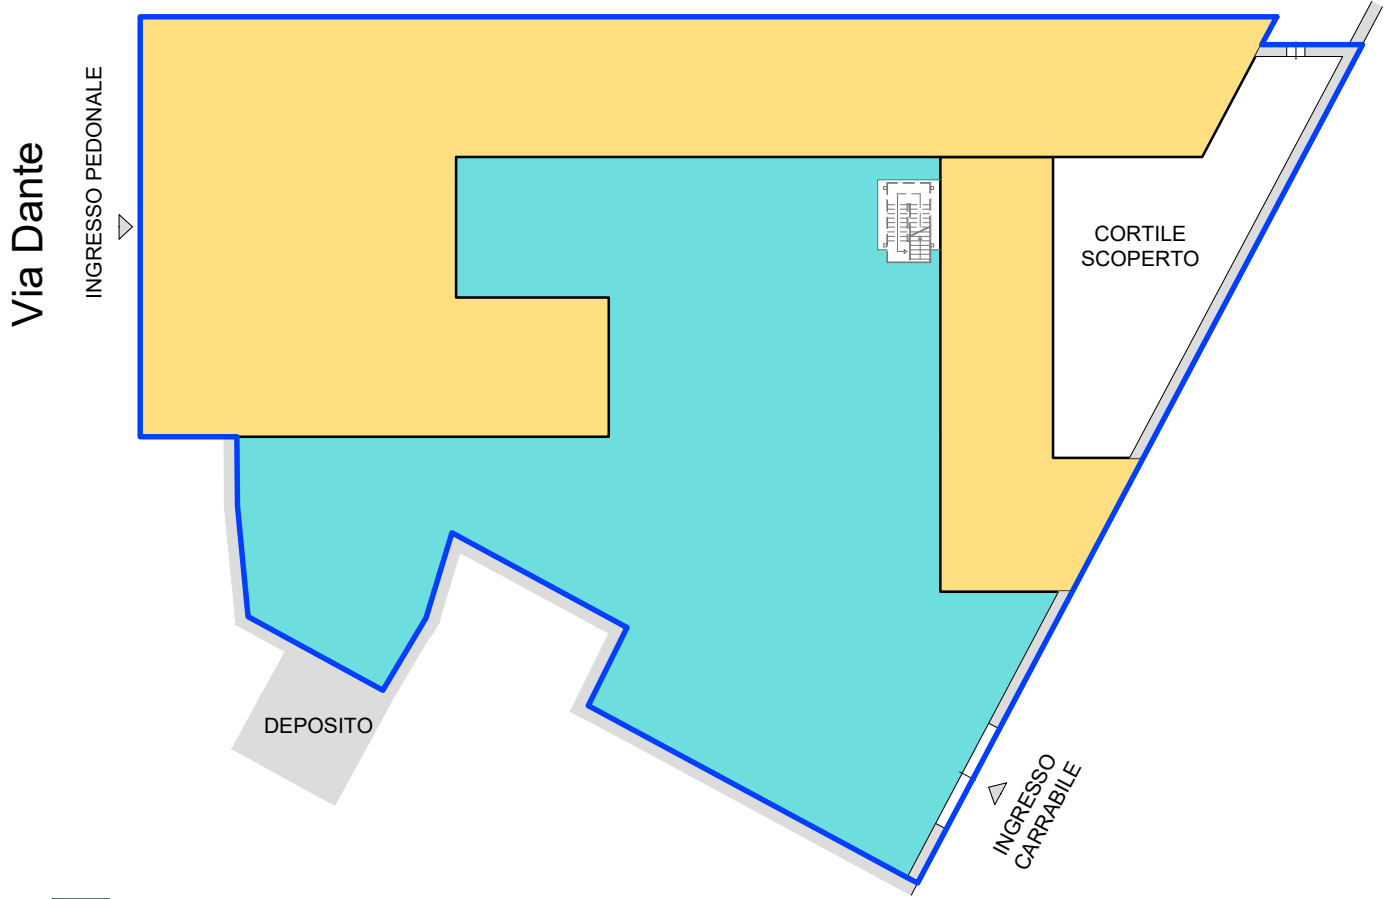 Via Dante
INGRESSO PEDONALE
CORTILE
SCOPERTO
DEPOSITO
INGRESSO
CARRABILE